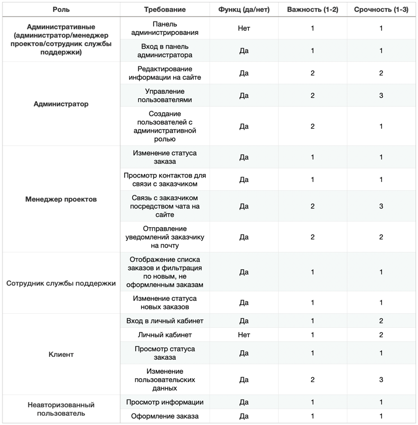 Роль Требование Функц (да/нет) Важность (1-2) Срочность (1-3)
Административные
(администратор/менеджер
проектов/сотрудник службы
поддержки)
Панель
администрирования Нет 1 1
Вход в панель
администратора Да 1 1
Администратор
Редактирование
информации на сайте Да 2 2
Управление
пользователями Да 2 3
Создание
пользователей с
административной
ролью Да 2 1
Менеджер проектов
Изменение статуса
заказа Да 1 1
Просмотр контактов для
связи с заказчиком Да 1 1
Связь с заказчиком
посредством чата на
сайте Да 2 3
Отправление
уведомлений заказчику
на почту Да 2 2
Сотрудник службы поддержки
Отображение списка
заказов и фильтрация
по новым, не
оформленным заказам Да 1 1
Изменение статуса
новых заказов Да 1 1
Клиент
Вход в личный кабинет Да 1 2
Личный кабинет Нет 1 2
Просмотр статуса
заказа Да 1 1
Изменение
пользовательских
данных Да 2 3
Неавторизованный
пользователь
Просмотр информации Да 1 1
Оформление заказа Да 1 1